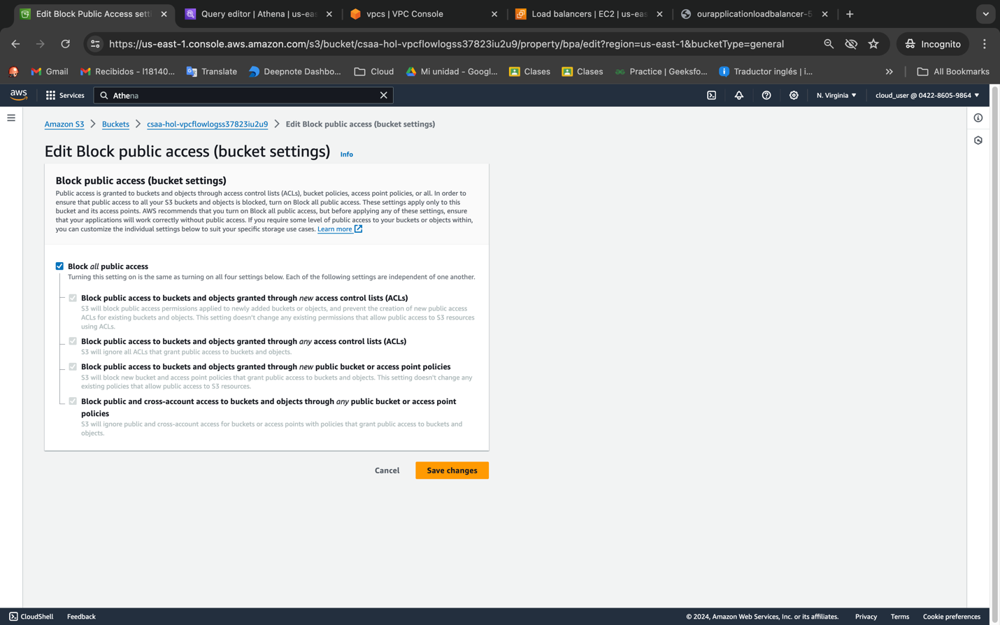 Edit Block Public Access sett
Query editor | Athena | us-eas
vpcs | VPC Console
Load balancers | EC2 | us-eas
ourapplicationloadbalancer-5
https://us-east-1.console.aws.amazon.com/s3/bucket/csaa-hol-vpcflowlogss37823iu2u9/property/bpa/edit?region=us-east-1&bucketType=general
Incognito
Gmail
Recibidos - l18140...
Translate
Deepnote Dashbo...
Cloud
Mi unidad - Googl...
Clases
Clases
Practice | Geeksfo...
Traductor inglés | i...
All Bookmarks
aws
Services
Athena
N. Virginia
cloud_user @ 0422-8605-9864
Amazon S3
Buckets
csaa-hol-vpcflowlogss37823iu2u9
Edit Block public access (bucket settings)
Edit Block public access (bucket settings)
Info
Block public access (bucket settings)
Public access is granted to buckets and objects through access control lists (ACLs), bucket policies, access point policies, or all. In order to
ensure that public access to all your S3 buckets and objects is blocked, turn on Block all public access. These settings apply only to this
bucket and its access points. AWS recommends that you turn on Block all public access, but before applying any of these settings, ensure
that your applications will work correctly without public access. If you require some level of public access to your buckets or objects within,
you can customize the individual settings below to suit your specific storage use cases. Learn more
Block all public access
Turning this setting on is the same as turning on all four settings below. Each of the following settings are independent of one another.
Block public access to buckets and objects granted through new access control lists (ACLs)
S3 will block public access permissions applied to newly added buckets or objects, and prevent the creation of new public access
ACLs for existing buckets and objects. This setting doesn't change any existing permissions that allow public access to S3 resources
using ACLs.
Block public access to buckets and objects granted through any access control lists (ACLs)
S3 will ignore all ACLs that grant public access to buckets and objects.
Block public access to buckets and objects granted through new public bucket or access point policies
S3 will block new bucket and access point policies that grant public access to buckets and objects. This setting doesn't change any
existing policies that allow public access to S3 resources.
Block public and cross-account access to buckets and objects through any public bucket or access point
policies
S3 will ignore public and cross-account access for buckets or access points with policies that grant public access to buckets and
objects.
Cancel
Save changes
CloudShell
Feedback
© 2024, Amazon Web Services, Inc. or its affiliates.
Privacy
Terms
Cookie preferences